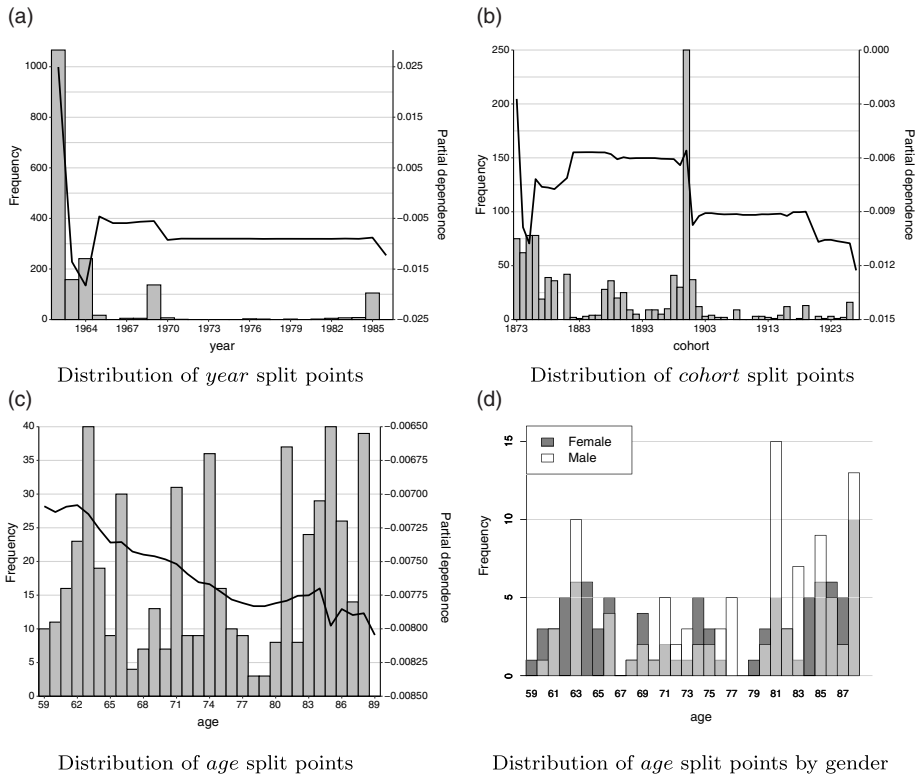 (a)
1000
800
600
400
200
0
Frequency
0.025
0.015
0.005
−0.005
−0.015
−0.025
Partial dependence
1964 1967 1970 1973 1976 1979 1982 1985
year
Distribution of year split points
(b)
250
200
150
100
50
0
Frequency
0.000
−0.003
−0.006
−0.009
−0.012
−0.015
Partial dependence
1873 1883 1893 1903 1913 1923
cohort
Distribution of cohort split points
(c)
40
35
30
25
20
15
10
5
0
Frequency
−0.00650
−0.00675
−0.00700
−0.00725
−0.00750
−0.00775
−0.00800
−0.00825
−0.00850
Partial dependence
59 62 65 68 71 74 77 80 83 86 89
age
Distribution of age split points
(d)
Female
Male
15
10
5
0
Frequency
59 61 63 65 67 69 71 73 75 77 79 81 83 85 87
age
Distribution of age split points by gender